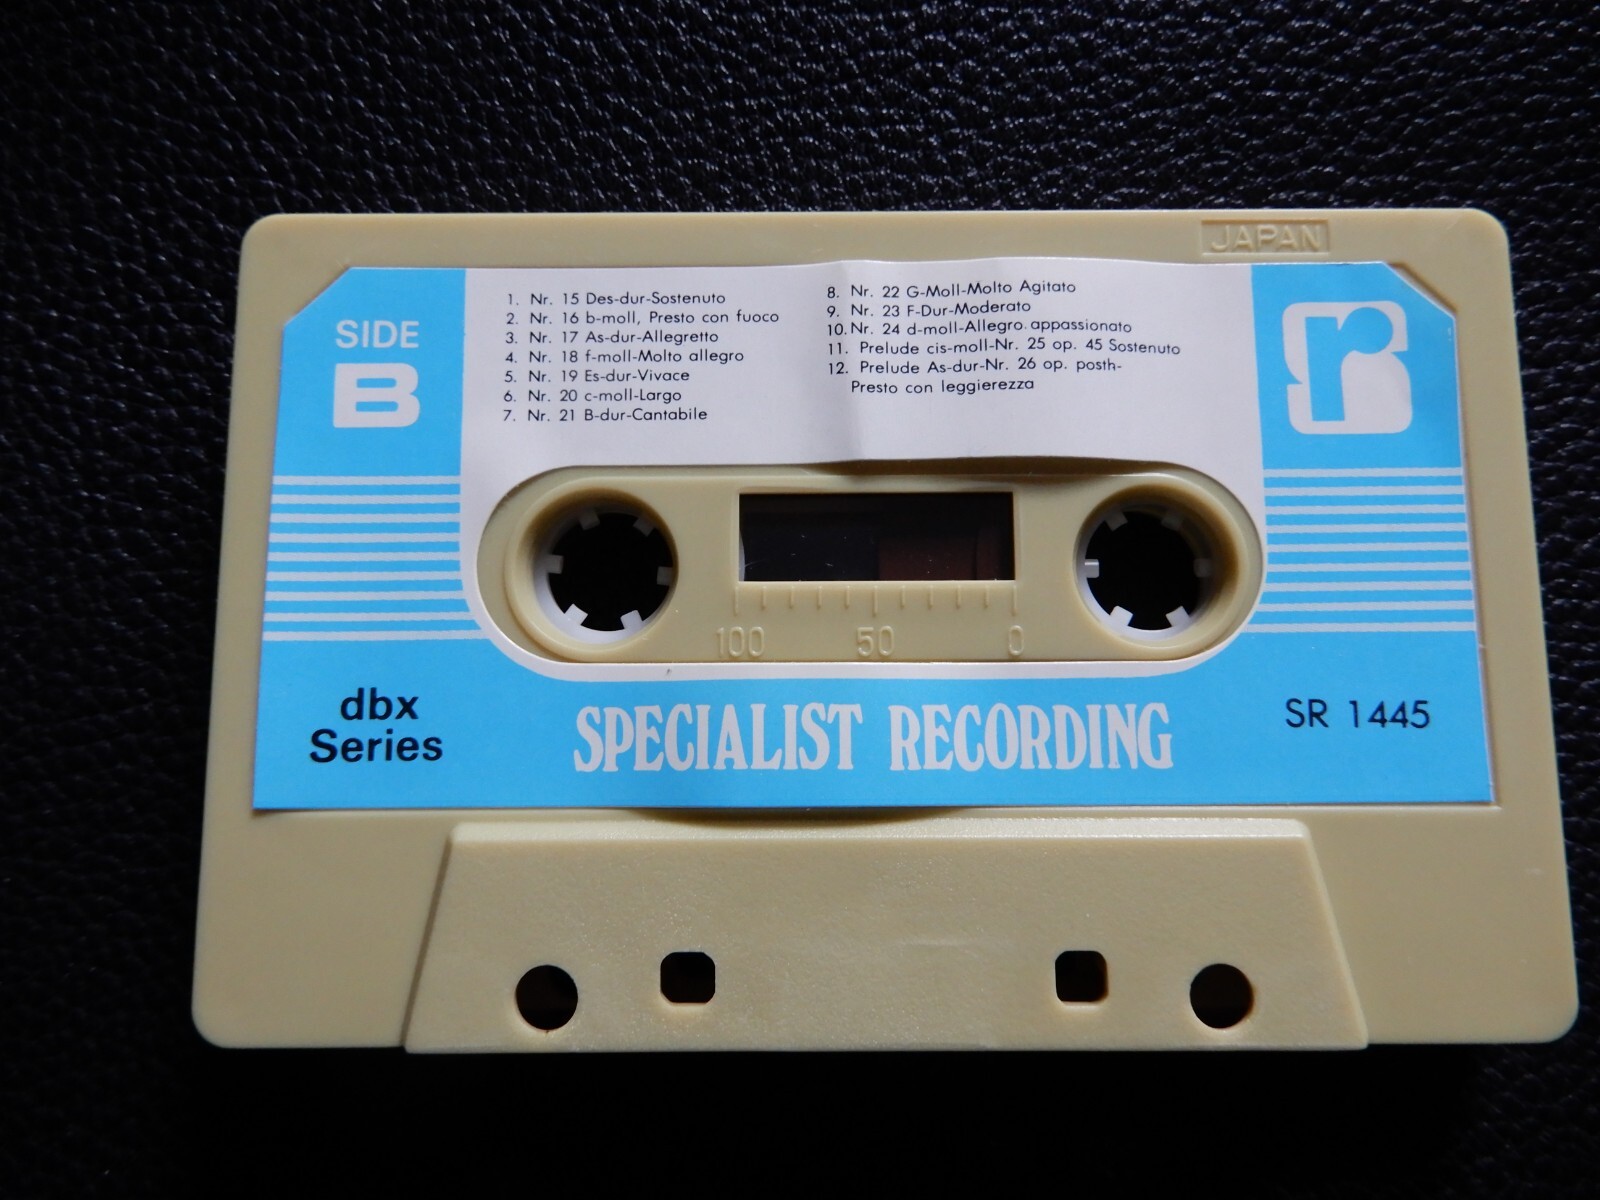 JAPAN
SIDE
B
1. Nr. 15 Des-dur-Sostenuto
2. Nr. 16 b-moll, Presto con fuoco
3. Nr. 17 As-dur-Allegretto
4. Nr. 18 f-moll-Molto allegro
5. Nr. 19 Es-dur-Vivace
6. Nr. 20 c-moll-Largo
7. Nr. 21 B-dur-Cantabile
8. Nr. 22 G-Moll-Molto Agitato
9. Nr. 23 F-Dur-Moderato
10. Nr. 24 d-moll-Allegro appassionato
11. Prelude cis-moll-Nr. 25 op. 45 Sostenuto
12. Prelude As-dur-Nr. 26 op. posth-
Presto con leggierezza
r
100 50 0
dbx
Series
SPECIALIST RECORDING
SR 1445